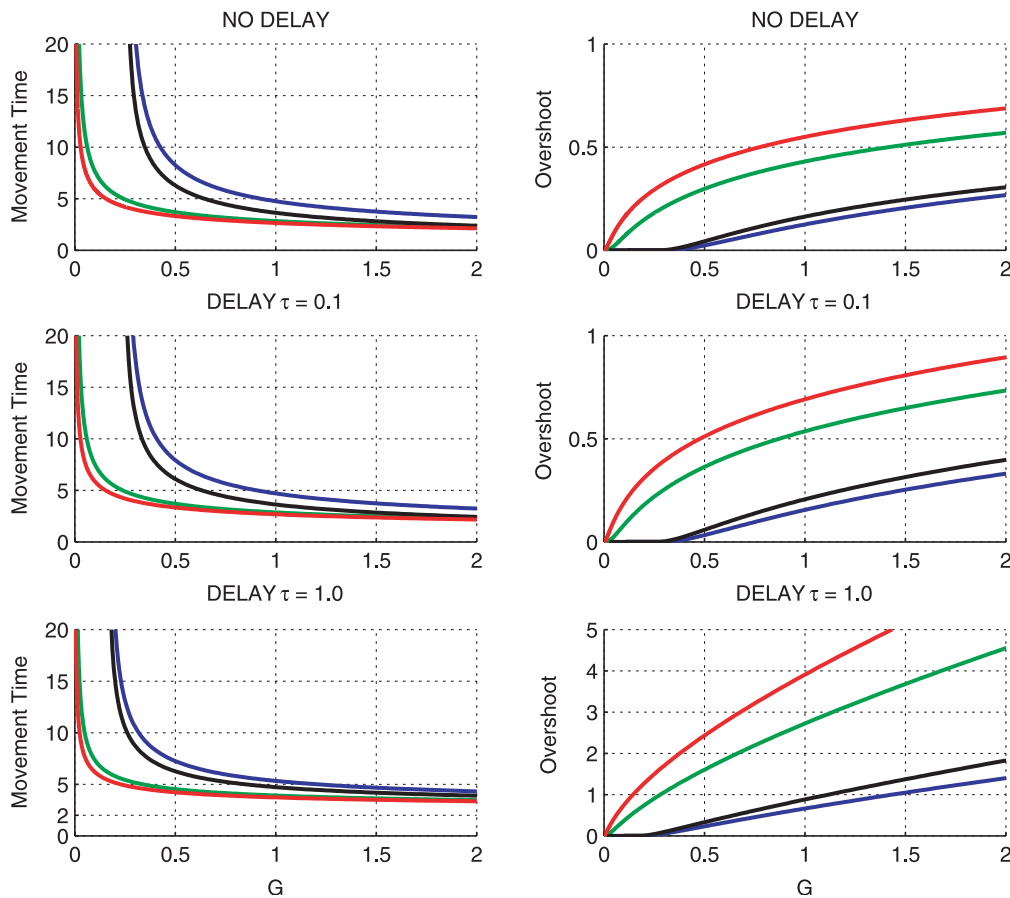 NO DELAY
Movement Time
20
15
10
5
0
0 0.5 1 1.5 2
NO DELAY
Overshoot
1
0.5
0
0 0.5 1 1.5 2
DELAY τ = 0.1
Movement Time
20
15
10
5
0
0 0.5 1 1.5 2
DELAY τ = 0.1
Overshoot
1
0.5
0
0 0.5 1 1.5 2
DELAY τ = 1.0
Movement Time
20
15
10
5
2
0
0 0.5 1 1.5 2
G
DELAY τ = 1.0
Overshoot
5
4
3
2
1
0
0 0.5 1 1.5 2
G